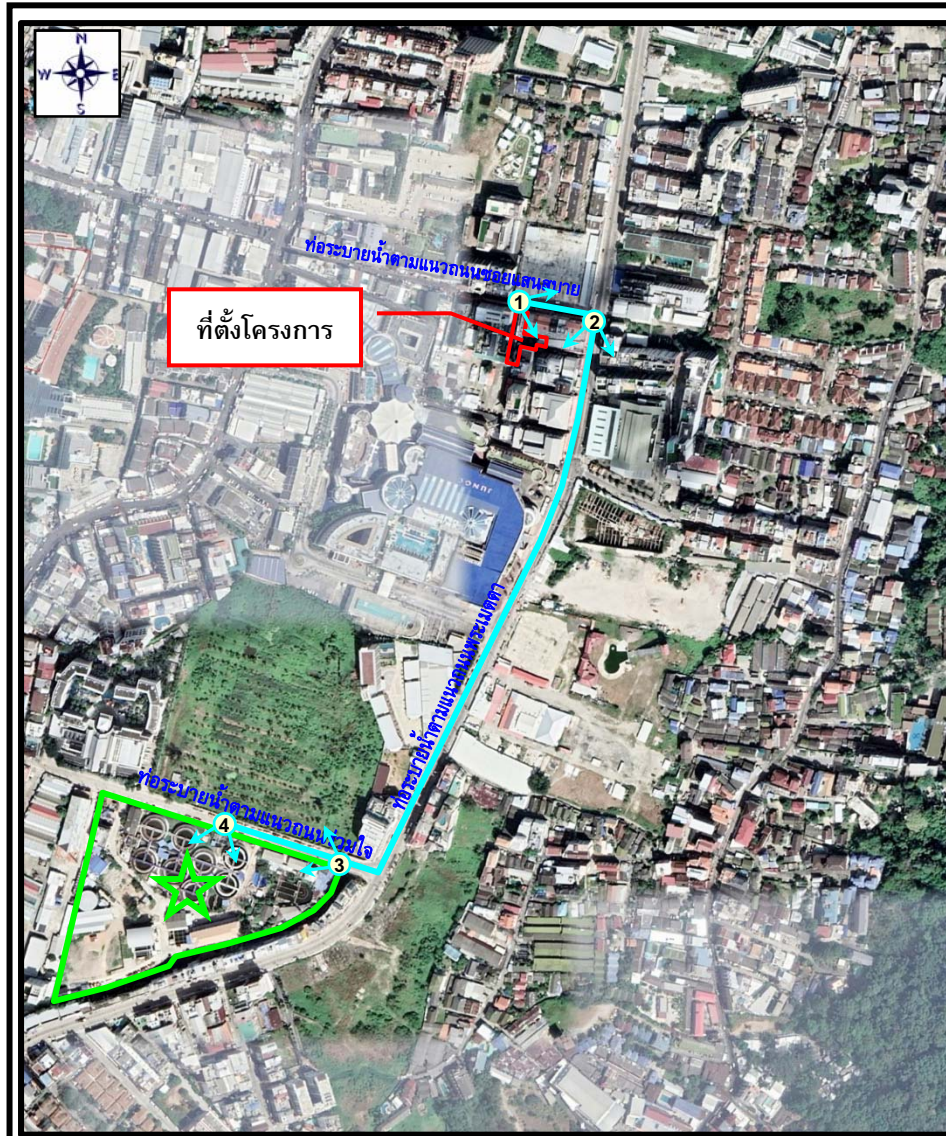 N
W E
S
ท่อระบายน้ำตามแนวถนนซอยแสนสบาย
1
2
ที่ตั้งโครงการ
JUNGC
ท่อระบายน้ำตามแนวถนนพระเมตตา
ท่อระบายน้ำตามแนวถนนร่วมใจ
4
3